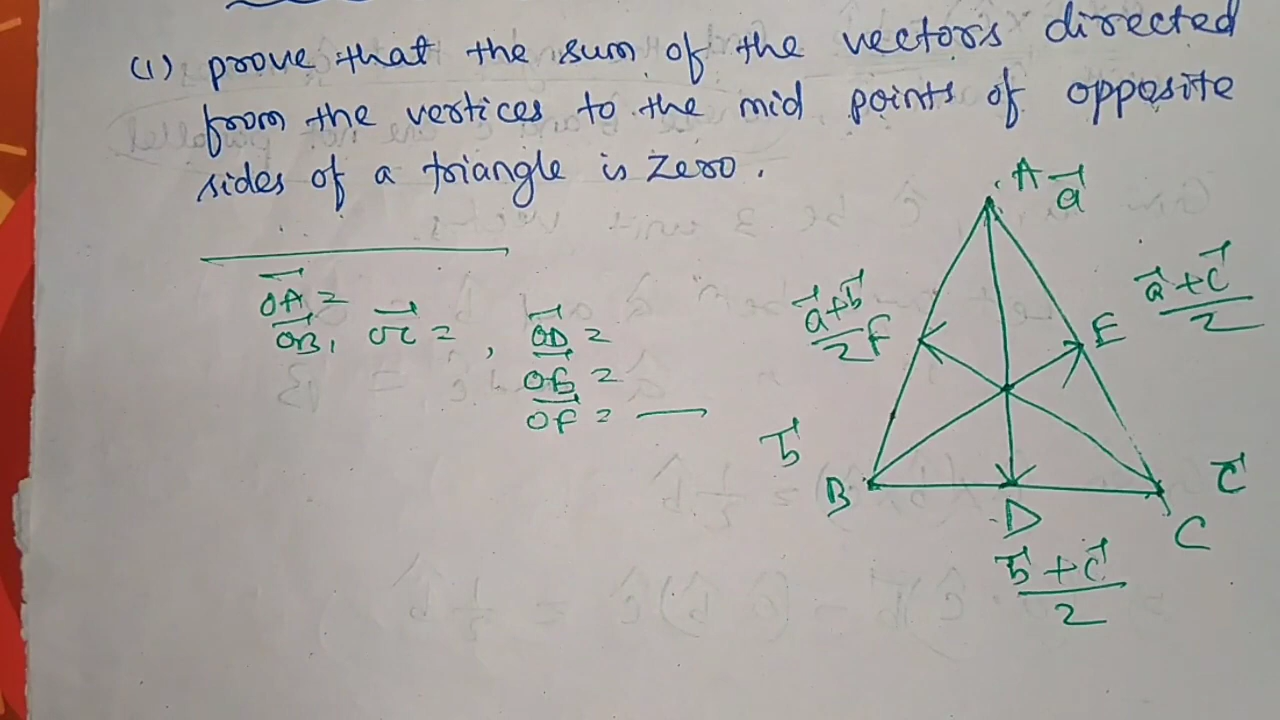 (1) prove that the sum of the vectors directed
from the vertices to the mid points of opposite
sides of a triangle is zero.
A a⃗
(a⃗+b⃗)/2 F
E (a⃗+c⃗)/2
OA⃗ =
OB⃗, OC⃗ = , OD⃗ =
OE⃗ =
OF⃗ =
b⃗
B
c⃗
C
D
(b⃗+c⃗)/2